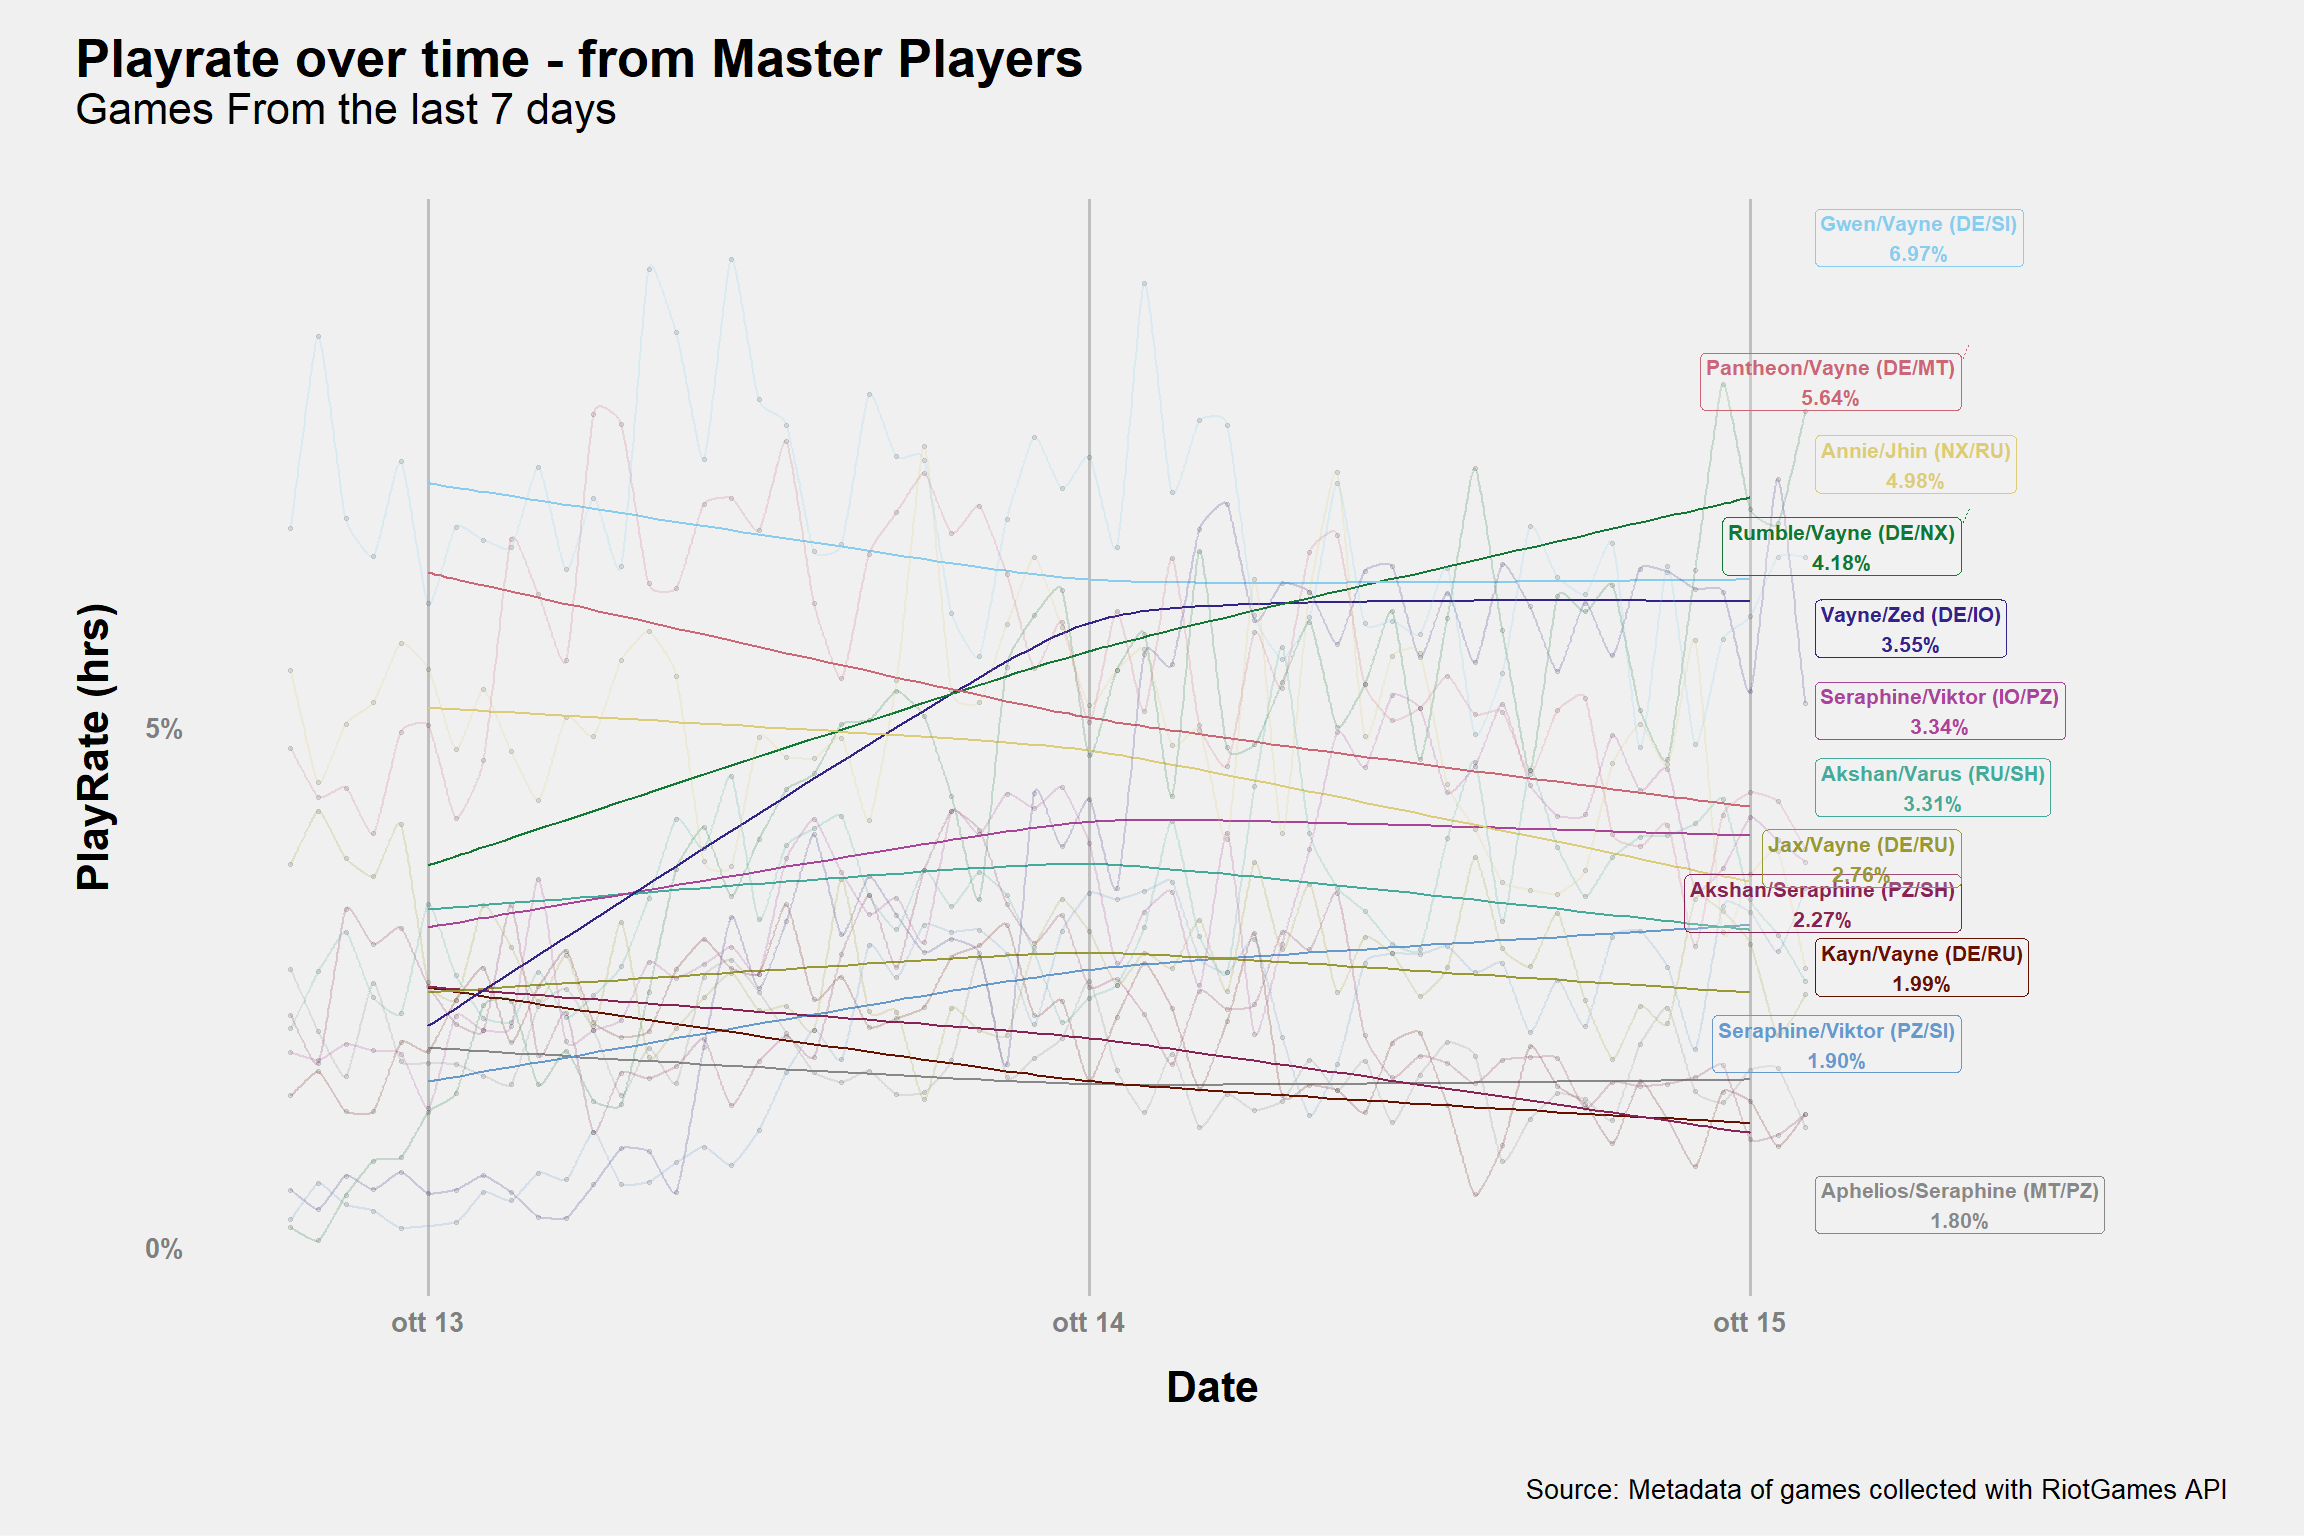 Playrate over time - from Master Players
Games From the last 7 days
PlayRate (hrs)
5%
0%
Gwen/Vayne (DE/SI)
6.97%
Pantheon/Vayne (DE/MT)
5.64%
Annie/Jhin (NX/RU)
4.98%
Rumble/Vayne (DE/NX)
4.18%
Vayne/Zed (DE/IO)
3.55%
Seraphine/Viktor (IO/PZ)
3.34%
Akshan/Varus (RU/SH)
3.31%
Jax/Vayne (DE/RU)
2.76%
Akshan/Seraphine (PZ/SH)
2.27%
Kayn/Vayne (DE/RU)
1.99%
Seraphine/Viktor (PZ/SI)
1.90%
Aphelios/Seraphine (MT/PZ)
1.80%
ott 13
ott 14
ott 15
Date
Source: Metadata of games collected with RiotGames API